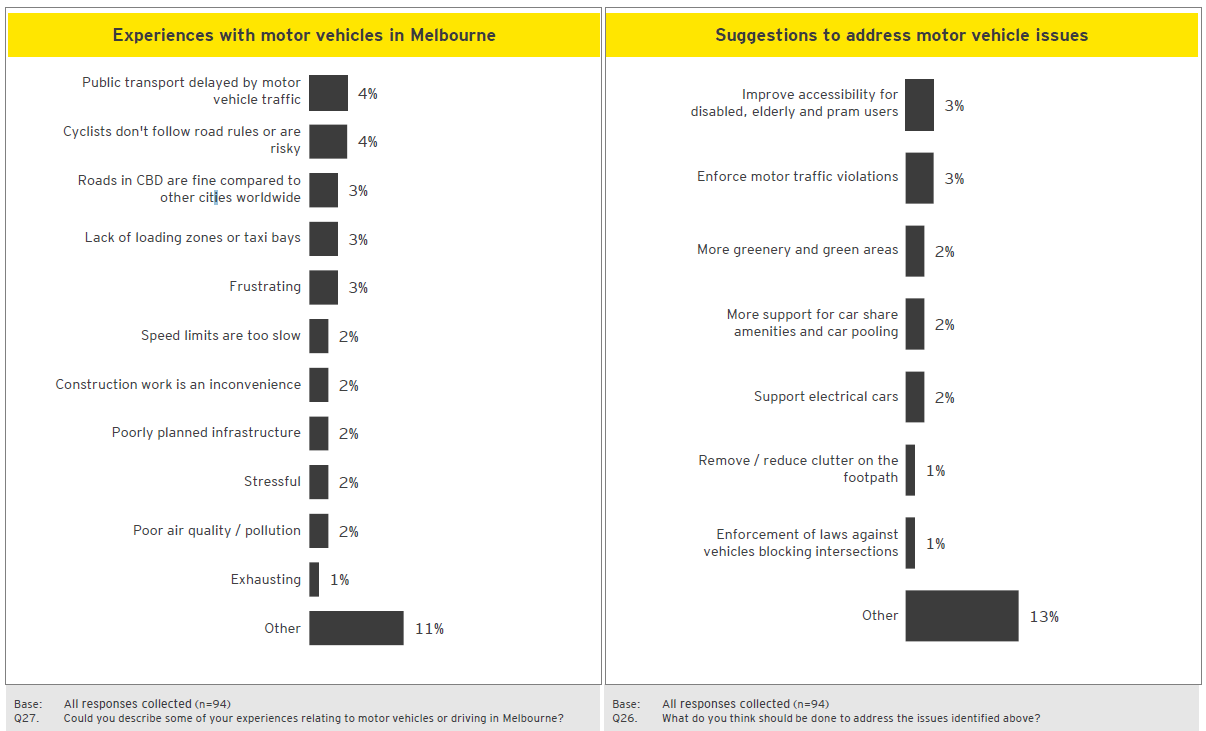 Experiences with motor vehicles in Melbourne
Public transport delayed by motor
vehicle traffic
4%
Cyclists don't follow road rules or are
risky
4%
Roads in CBD are fine compared to
other cities worldwide
3%
Lack of loading zones or taxi bays
3%
Frustrating
3%
Speed limits are too slow
2%
Construction work is an inconvenience
2%
Poorly planned infrastructure
2%
Stressful
2%
Poor air quality / pollution
2%
Exhausting
1%
Other
11%
Base: All responses collected (n=94)
Q27. Could you describe some of your experiences relating to motor vehicles or driving in Melbourne?
Suggestions to address motor vehicle issues
Improve accessibility for
disabled, elderly and pram users
3%
Enforce motor traffic violations
3%
More greenery and green areas
2%
More support for car share
amenities and car pooling
2%
Support electrical cars
2%
Remove / reduce clutter on the
footpath
1%
Enforcement of laws against
vehicles blocking intersections
1%
Other
13%
Base: All responses collected (n=94)
Q26. What do you think should be done to address the issues identified above?